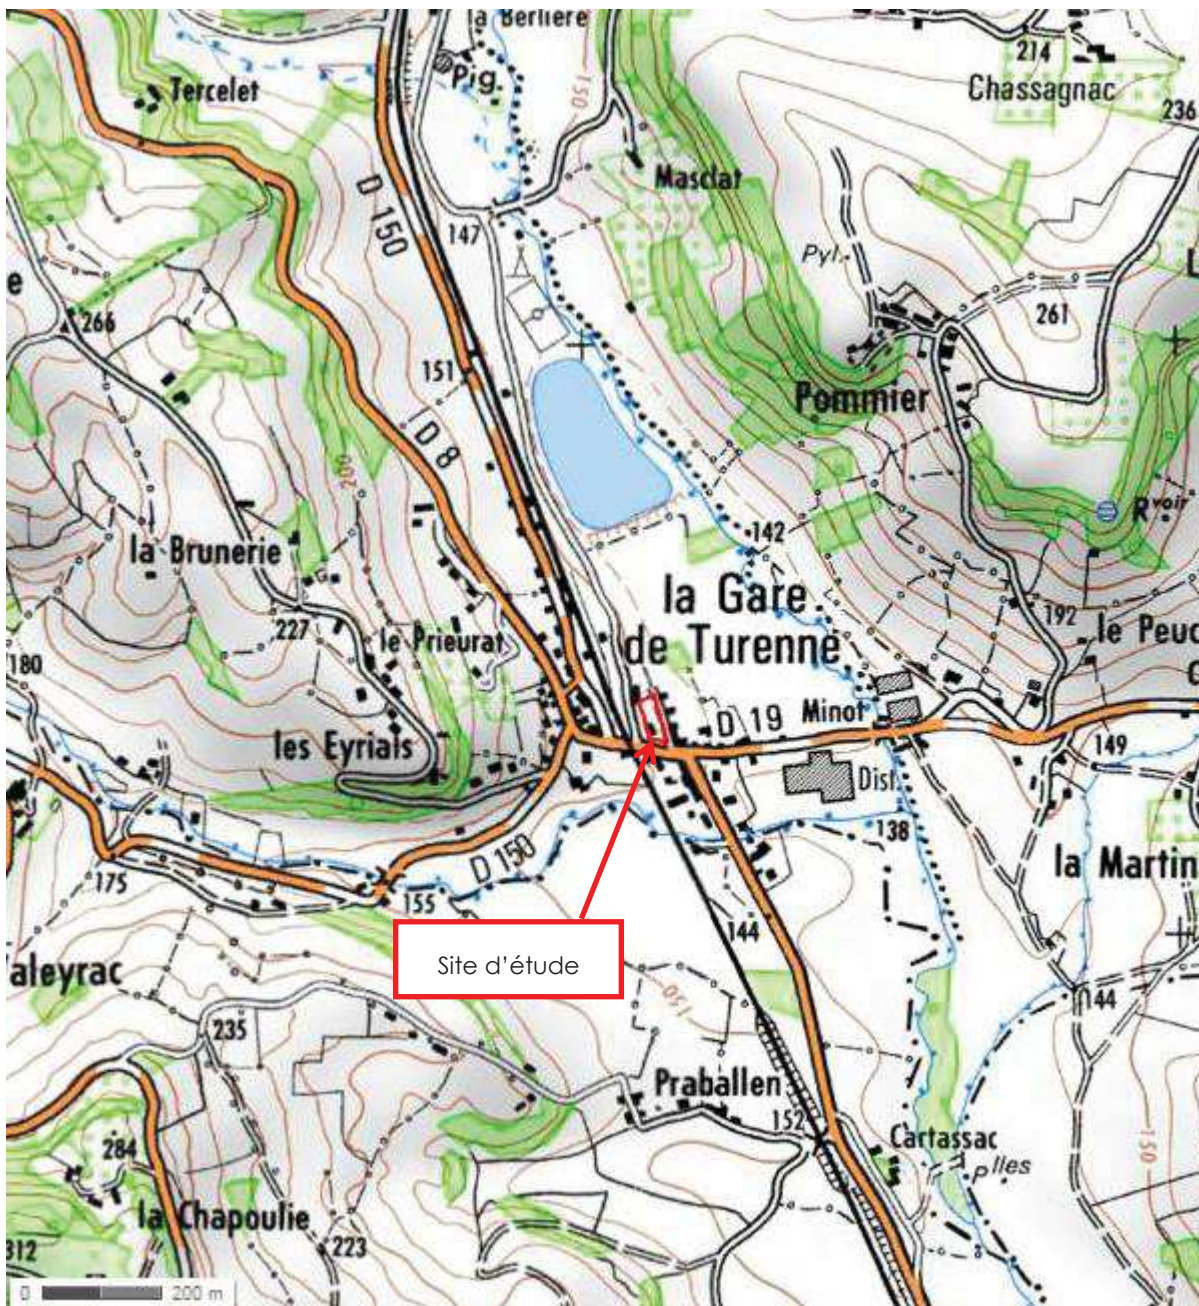 la Berlière
214
Tercelet
Pig.
150
Chassagnac
236
Masclat
D 150
147
Pyl.
e
266
261
L
151
Pommier
D 8
200
Rvoir
142
la Brunerie
la Gare
de Turenne
192
227
le Prieurat
le Peuc
180
D 19
Minot
les Eyrials
149
Dist.
138
D 150
la Martin
175
155
144
Site d'étude
aleyrac
150
144
235
Praballen
152
Cartassac
150
Plles
284
la Chapoulie
312
223
0 200 m